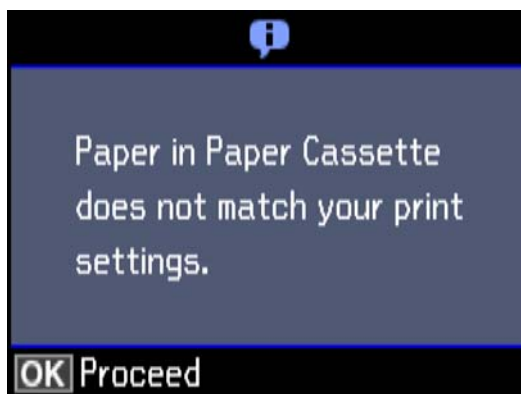 Paper in Paper Cassette
does not match your print
settings.
OK Proceed